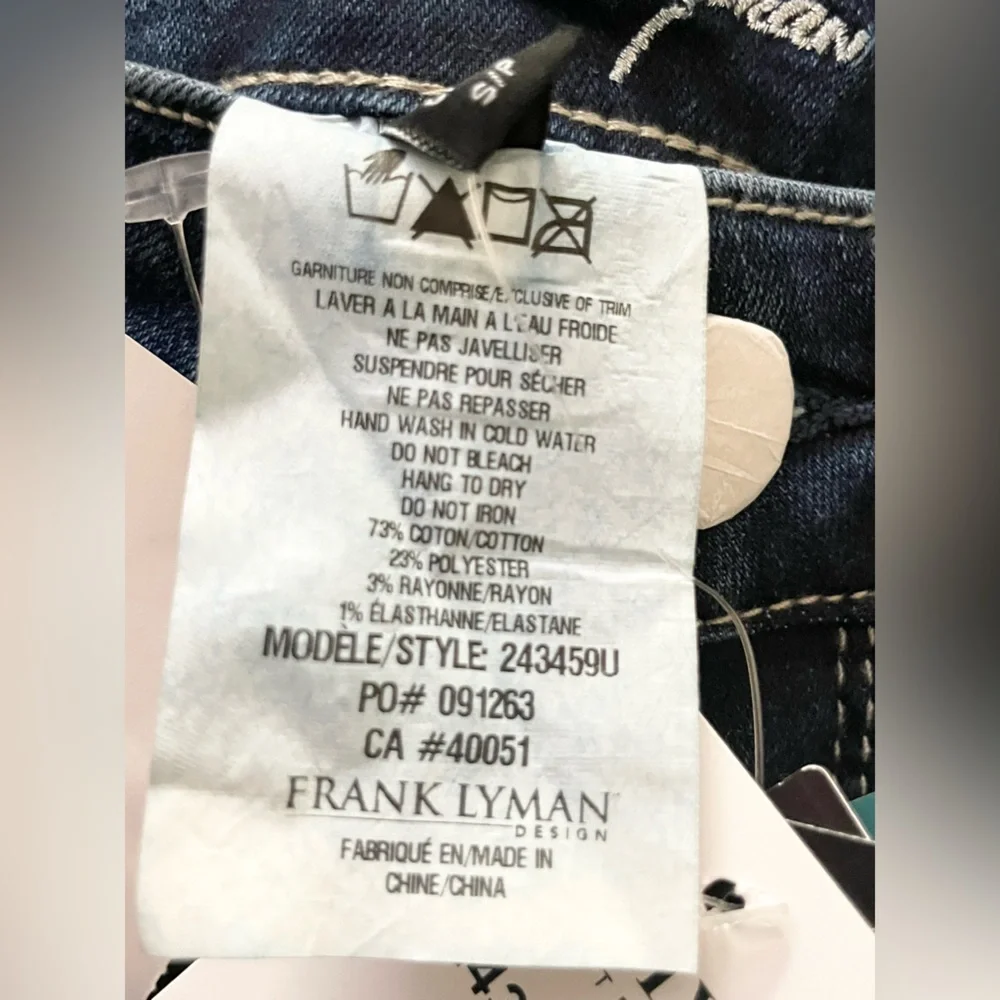 S/P
GARNITURE NON COMPRISE/EXCLUSIVE OF TRIM
LAVER A LA MAIN A L'EAU FROIDE
NE PAS JAVELLISER
SUSPENDRE POUR SÉCHER
NE PAS REPASSER
HAND WASH IN COLD WATER
DO NOT BLEACH
HANG TO DRY
DO NOT IRON
73% COTON/COTTON
23% POLYESTER
3% RAYONNE/RAYON
1% ÉLASTHANNE/ELASTANE
MODÈLE/STYLE: 243459U
PO# 091263
CA #40051
FRANK LYMAN
DESIGN
FABRIQUÉ EN/MADE IN
CHINE/CHINA